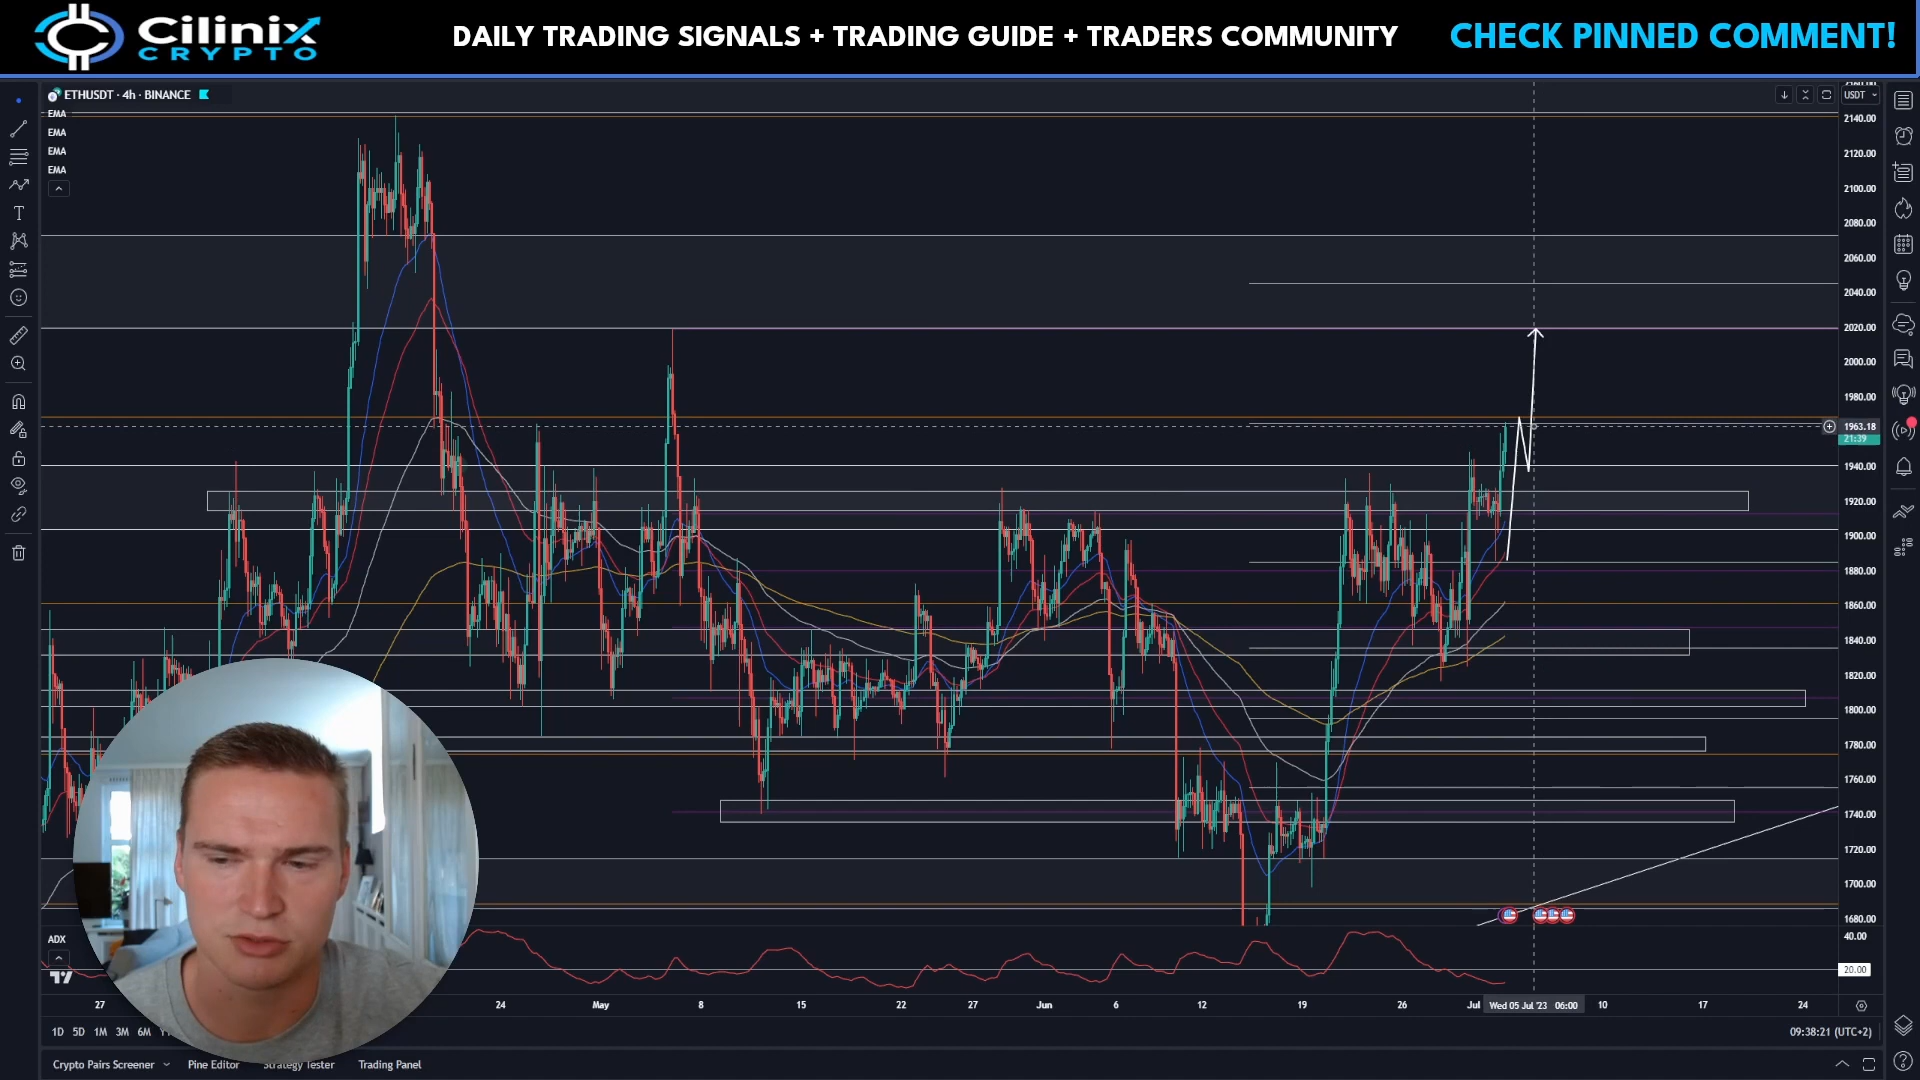 Cilinix
CRYPTO
DAILY TRADING SIGNALS + TRADING GUIDE + TRADERS COMMUNITY
CHECK PINNED COMMENT!
ETHUSDT · 4h · BINANCE
USDT
EMA
EMA
EMA
EMA
2140.00
2120.00
2100.00
2080.00
2060.00
2040.00
2020.00
2000.00
1980.00
1963.18
21:39
1940.00
1920.00
1900.00
1880.00
1860.00
1840.00
1820.00
1800.00
1780.00
1760.00
1740.00
1720.00
1700.00
1680.00
ADX
40.00
20.00
27
24
May
8
15
22
27
Jun
6
12
19
26
Jul
Wed 05 Jul '23 06:00
10
17
24
1D 5D 1M 3M 6M
09:38:21 (UTC+2)
Crypto Pairs Screener
Pine Editor
Strategy Tester
Trading Panel